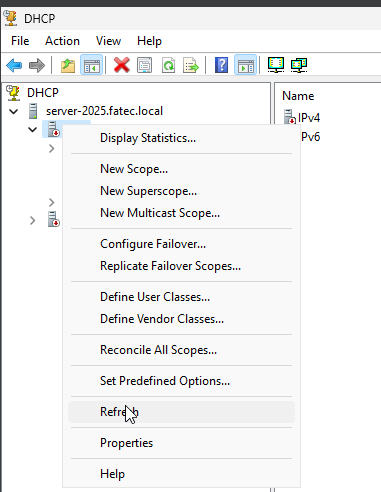 DHCP
File Action View Help
DHCP
server-2025.fatec.local
Name
IPv4
Pv6
Display Statistics...
New Scope...
New Superscope...
New Multicast Scope...
Configure Failover...
Replicate Failover Scopes...
Define User Classes...
Define Vendor Classes...
Reconcile All Scopes...
Set Predefined Options...
Refresh
Properties
Help